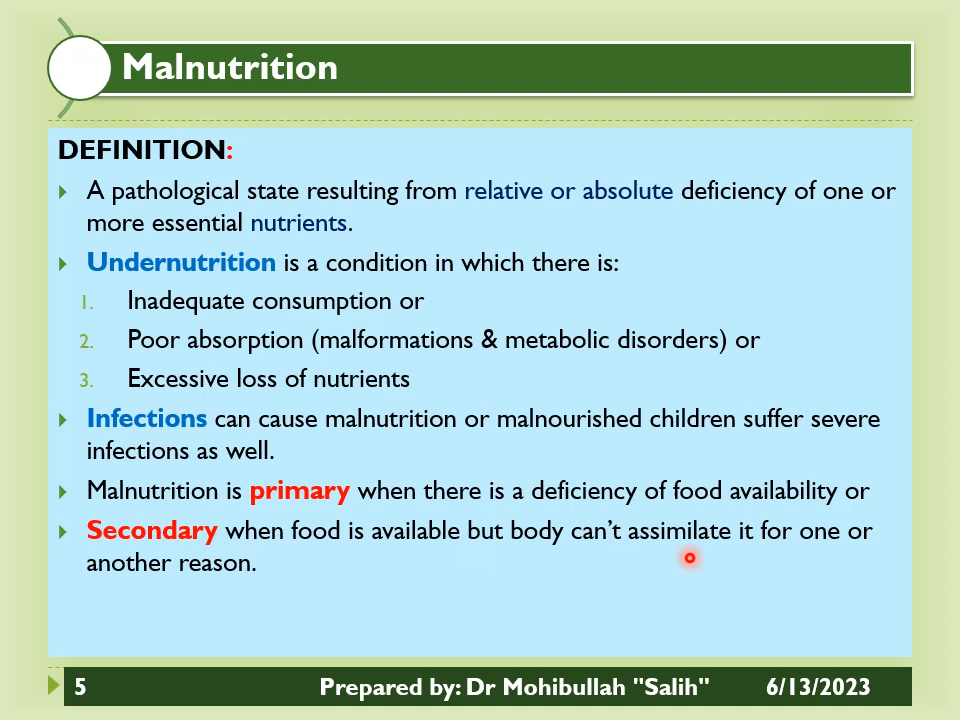 Malnutrition
DEFINITION:
A pathological state resulting from relative or absolute deficiency of one or
more essential nutrients.
Undernutrition is a condition in which there is:
1. Inadequate consumption or
2. Poor absorption (malformations & metabolic disorders) or
3. Excessive loss of nutrients
Infections can cause malnutrition or malnourished children suffer severe
infections as well.
Malnutrition is primary when there is a deficiency of food availability or
Secondary when food is available but body can’t assimilate it for one or
another reason.
5 Prepared by: Dr Mohibullah "Salih" 6/13/2023